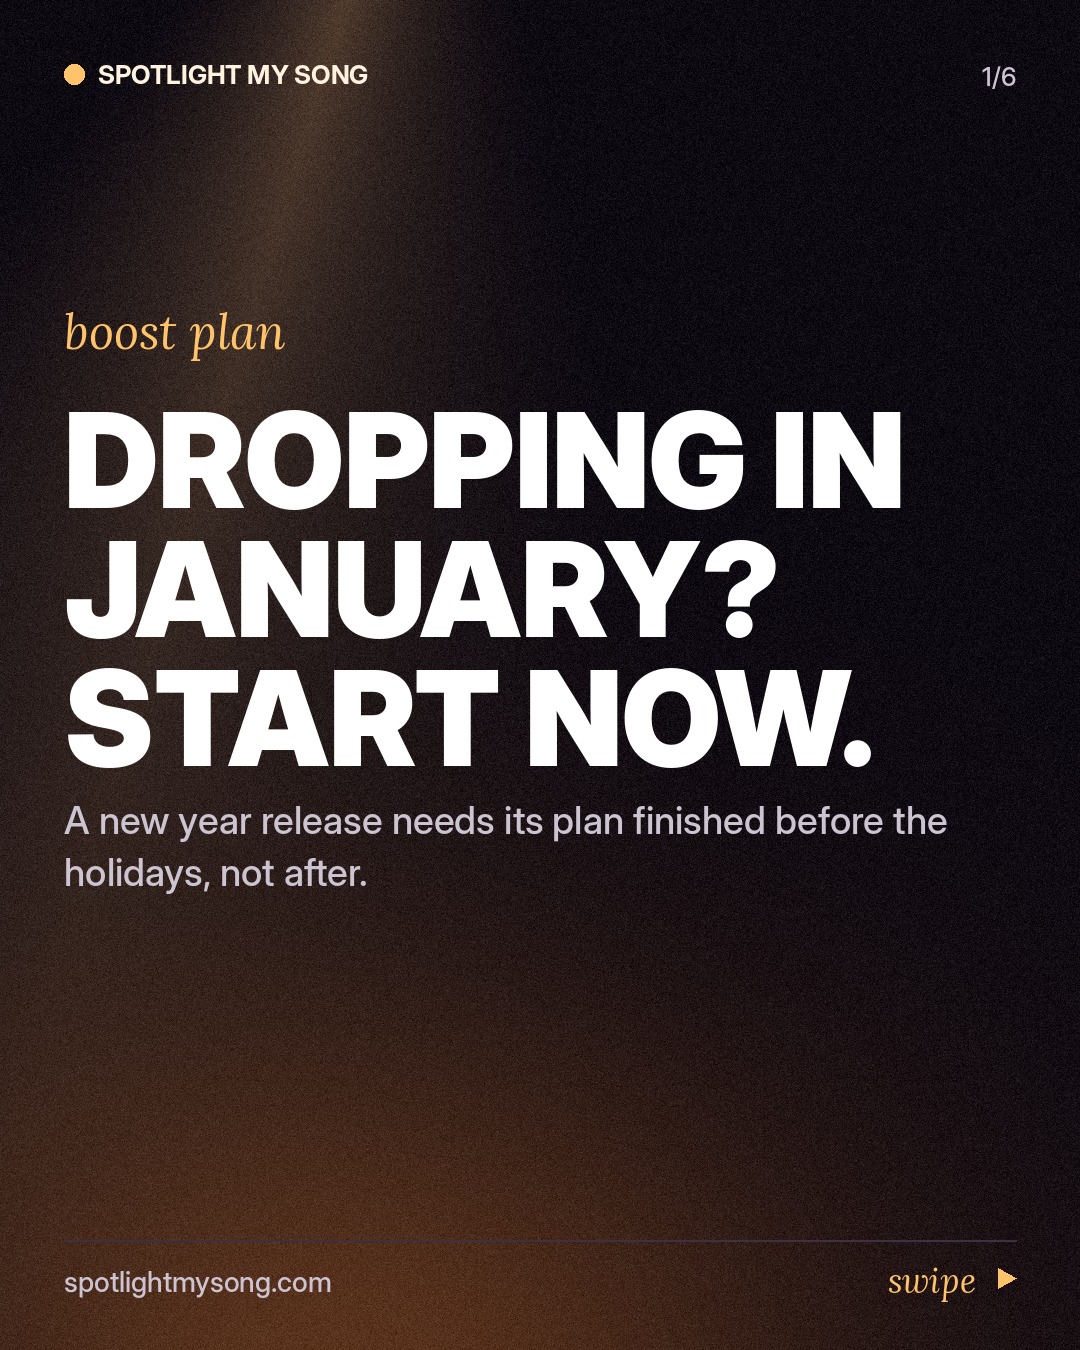 SPOTLIGHT MY SONG
1/6
boost plan
DROPPING IN
JANUARY?
START NOW.
A new year release needs its plan finished before the
holidays, not after.
spotlightmysong.com
swipe